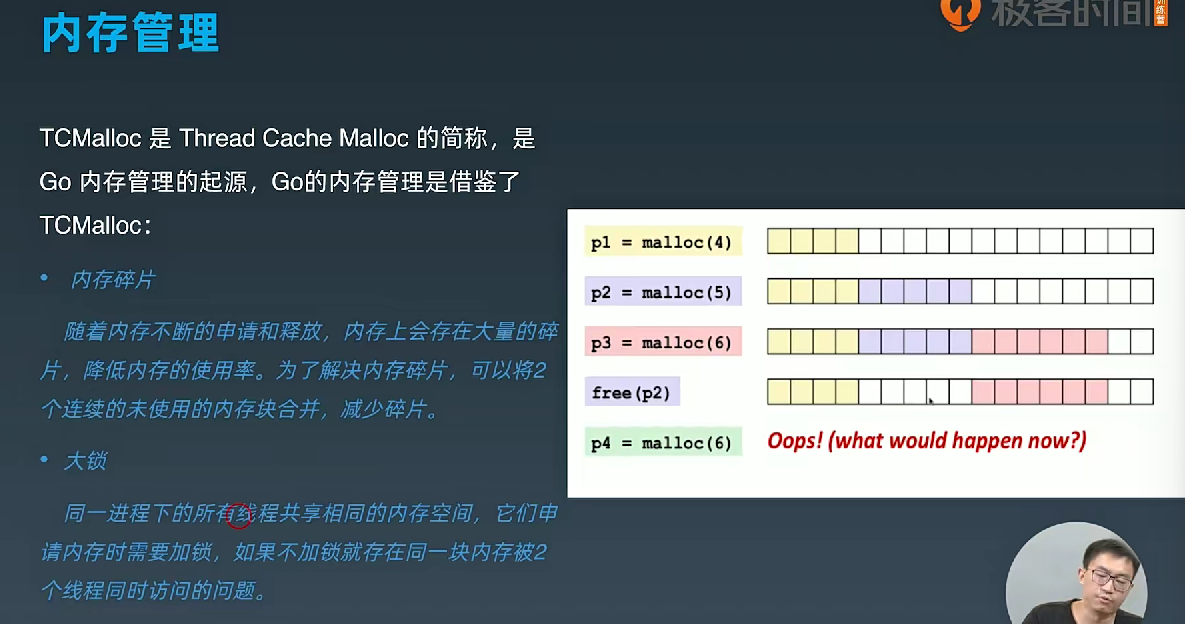 内存管理
极客时间
训练营
TCMalloc 是 Thread Cache Malloc 的简称，是
Go 内存管理的起源，Go的内存管理是借鉴了
TCMalloc：
• 内存碎片
随着内存不断的申请和释放，内存上会存在大量的碎
片，降低内存的使用率。为了解决内存碎片，可以将2
个连续的未使用的内存块合并，减少碎片。
• 大锁
同一进程下的所有线程共享相同的内存空间，它们申
请内存时需要加锁，如果不加锁就存在同一块内存被2
个线程同时访问的问题。
p1 = malloc(4)
p2 = malloc(5)
p3 = malloc(6)
free(p2)
p4 = malloc(6)
Oops! (what would happen now?)